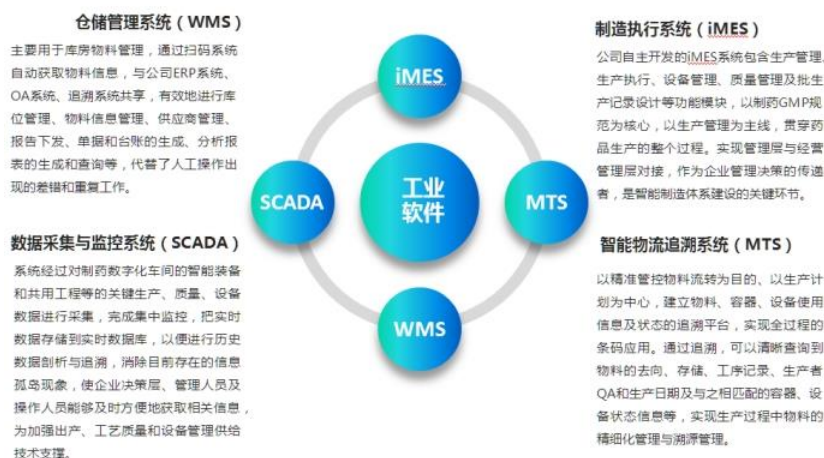 仓储管理系统（WMS）
主要用于库房物料管理，通过扫码系统
自动获取物料信息，与公司ERP系统、
OA系统、追溯系统共享，有效地进行库
位管理、物料信息管理、供应商管理、
报告下发、单据和台账的生成、分析报
表的生成和查询等，代替了人工操作出
现的差错和重复工作。
数据采集与监控系统（SCADA）
系统经过对制药数字化车间的智能装备
和共用工程等的关键生产、质量、设备
数据进行采集，完成集中监控，把实时
数据存储到实时数据库，以便进行历史
数据剖析与追溯，消除目前存在的信息
孤岛现象，使企业决策层、管理人员及
操作人员能够及时方便地获取相关信息，
为加强出产、工艺质量和设备管理供给
技术支撑。
iMES
SCADA
工业
软件
MTS
WMS
制造执行系统（iMES）
公司自主开发的iMES系统包含生产管理、
生产执行、设备管理、质量管理及批生
产记录设计等功能模块，以制药GMP规
范为核心，以生产管理为主线，贯穿药
品生产的整个过程。实现管理层与经营
管理层对接，作为企业管理决策的传递
者，是智能制造体系建设的关键环节。
智能物流追溯系统（MTS）
以精准管控物料流转为目的、以生产计
划为中心，建立物料、容器、设备使用
信息及状态的追溯平台，实现全过程的
条码应用。通过追溯，可以清晰查询到
物料的去向、存储、工序记录、生产者
QA和生产日期及与之相匹配的容器、设
备状态信息等，实现生产过程中物料的
精细化管理与溯源管理。